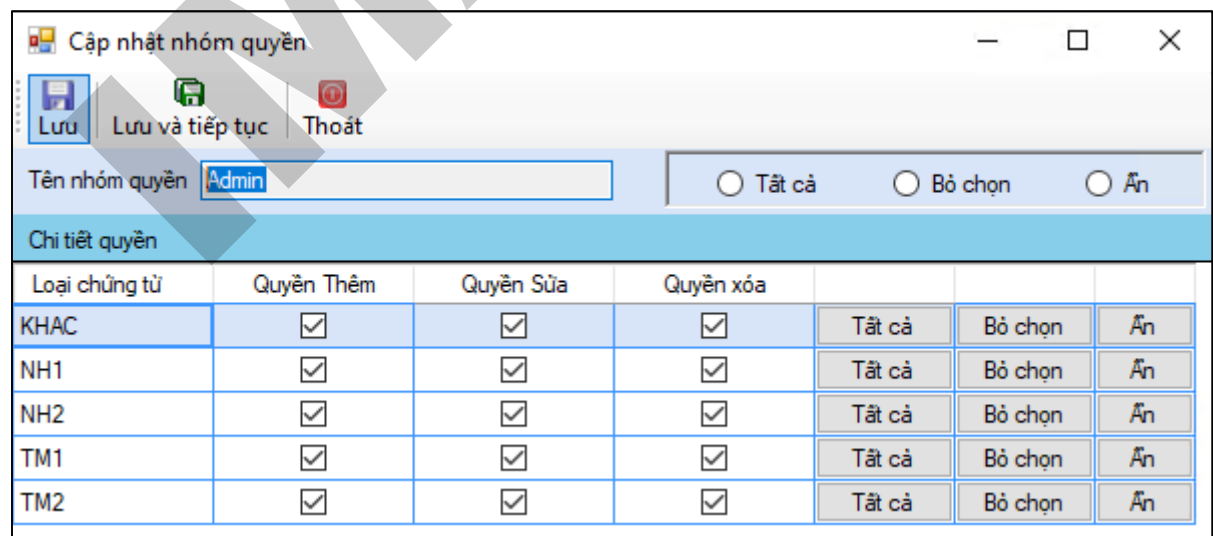 Cập nhật nhóm quyền
Lưu Lưu và tiếp tục Thoát
Tên nhóm quyền Admin Tất cả Bỏ chọn Ẩn
Chi tiết quyền
Loại chứng từ Quyền Thêm Quyền Sửa Quyền xóa
KHAC Tất cả Bỏ chọn Ẩn
NH1 Tất cả Bỏ chọn Ẩn
NH2 Tất cả Bỏ chọn Ẩn
TM1 Tất cả Bỏ chọn Ẩn
TM2 Tất cả Bỏ chọn Ẩn